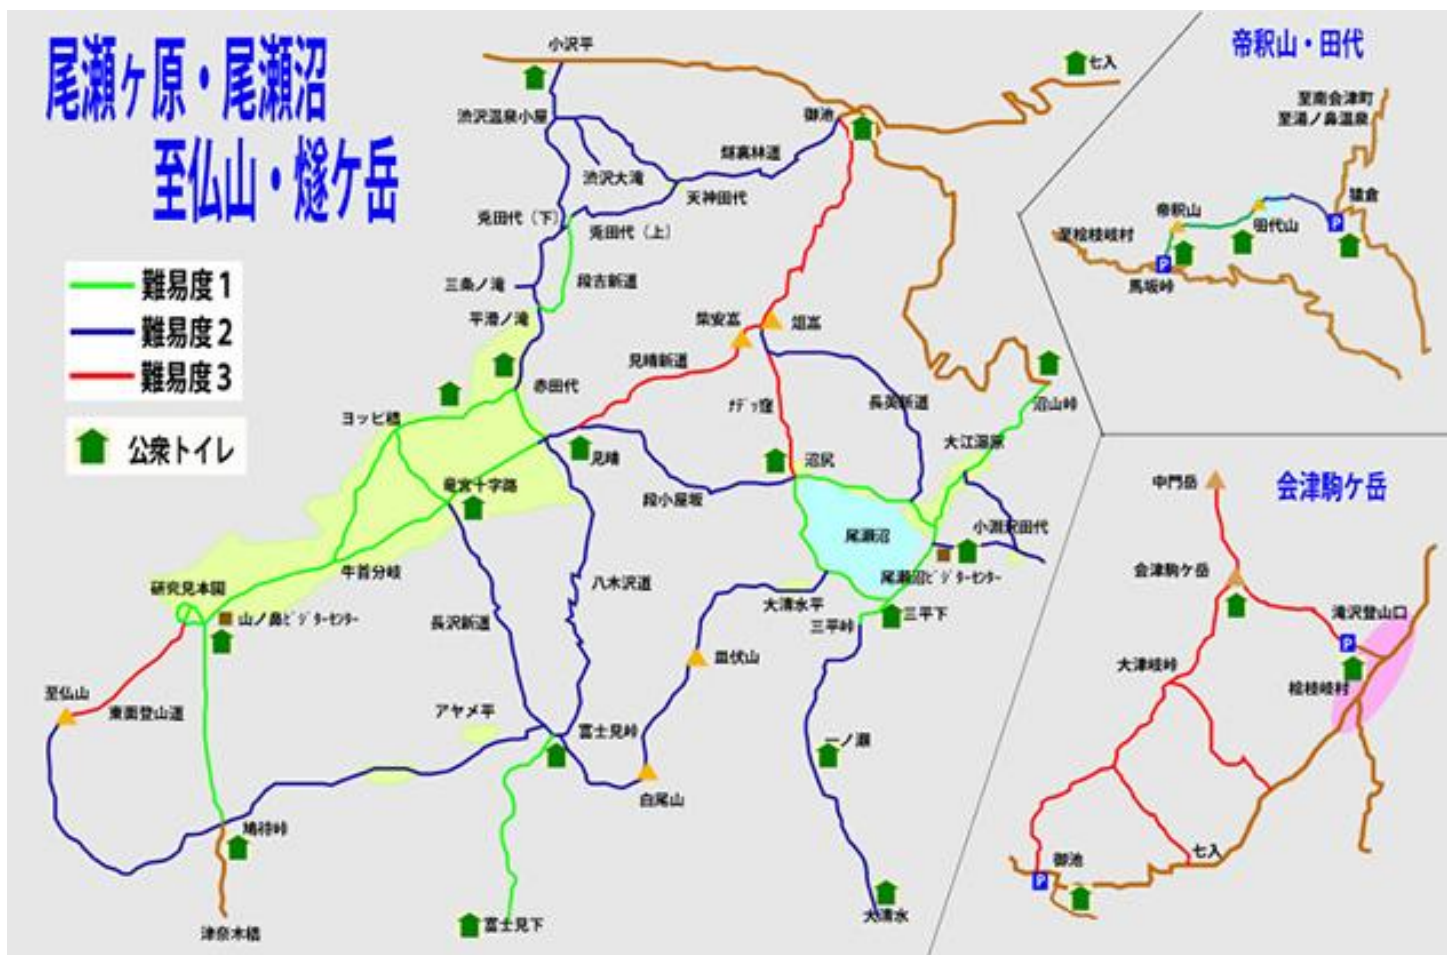 尾瀬ヶ原・尾瀬沼
至仏山・燧ケ岳
難易度1
難易度2
難易度3
公衆トイレ
小沢平
七入
渋沢温泉小屋
御池
燧裏林道
渋沢大滝
天神田代
兎田代（下）
兎田代（上）
三条ノ滝
段吉新道
平滑ノ滝
柴安嵓
俎嵓
見晴新道
赤田代
ナデッ窪
長英新道
沼山峠
ヨッピ橋
大江湿原
見晴
沼尻
竜宮十字路
段小屋坂
尾瀬沼
小淵沢田代
牛首分岐
尾瀬沼ビジターセンター
研究見本園
八木沢道
大清水平
山ノ鼻ビジターセンター
長沢新道
三平峠
三平下
皿伏山
至仏山
東面登山道
アヤメ平
富士見峠
一ノ瀬
白尾山
鳩待峠
大清水
津奈木橋
富士見下
帝釈山・田代
至南会津町
至湯ノ鼻温泉
猿倉
帝釈山
田代山
至桧枝岐村
P
P
馬坂峠
会津駒ケ岳
中門岳
会津駒ケ岳
滝沢登山口
P
大津岐峠
桧枝岐村
七入
御池
P